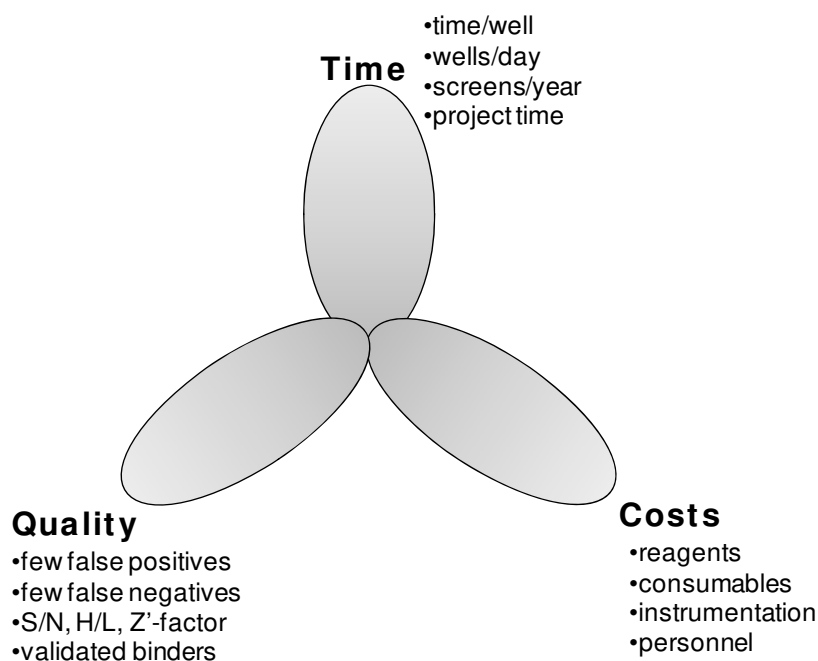 Time
•time/well
•wells/day
•screens/year
•project time
Quality
•few false positives
•few false negatives
•S/N, H/L, Z’-factor
•validated binders
Costs
•reagents
•consumables
•instrumentation
•personnel